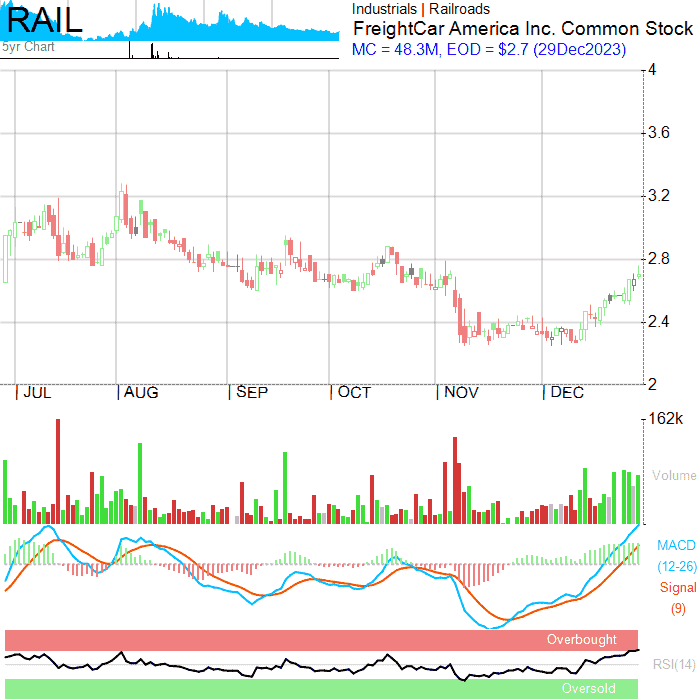 RAIL
5yr Chart
Industrials | Railroads
FreightCar America Inc. Common Stock
MC = 48.3M, EOD = $2.7 (29Dec2023)
4
3.6
3.2
2.8
2.4
2
JUL AUG SEP OCT NOV DEC
162k
Volume
MACD
(12-26)
Signal
(9)
Overbought
RSI(14)
Oversold